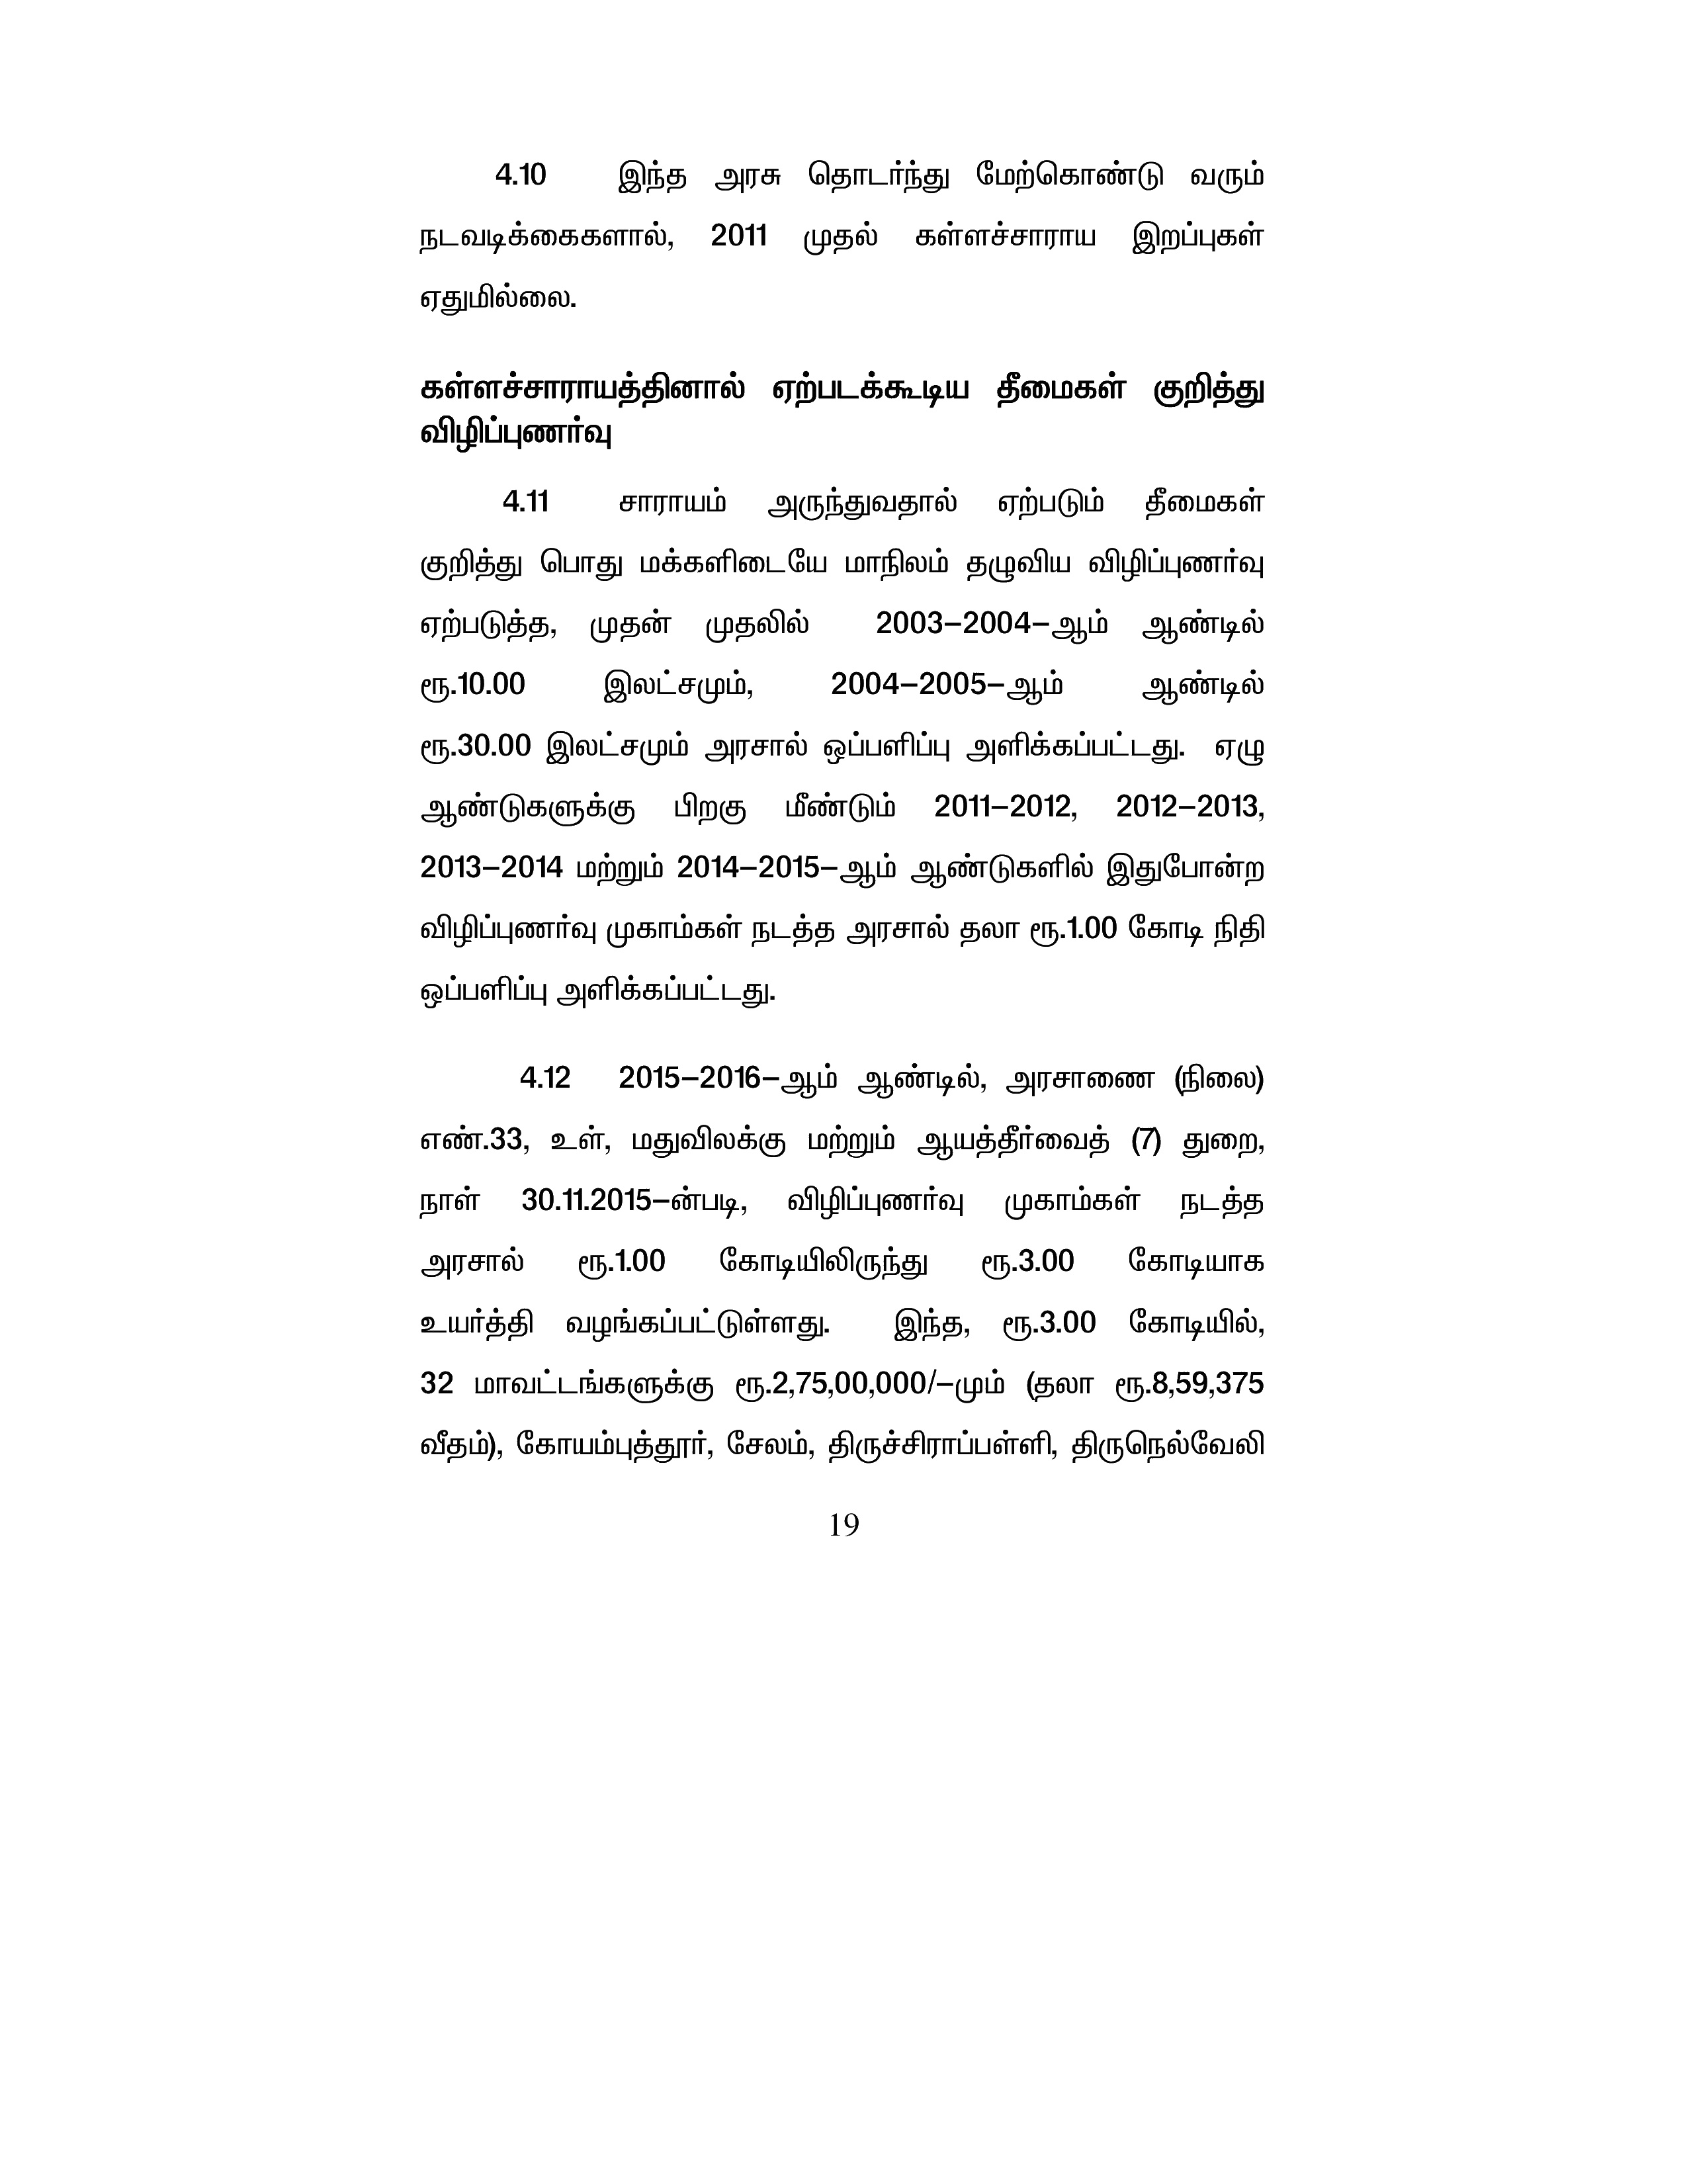 4.10 இந்த அரசு தொடர்ந்து மேற்கொண்டு வரும்
நடவடிக்கைகளால், 2011 முதல் கள்ளச்சாராய இறப்புகள்
ஏதுமில்லை.
கள்ளச்சாராயத்தினால் ஏற்படக்கூடிய தீமைகள் குறித்து
விழிப்புணர்வு
4.11 சாராயம் அருந்துவதால் ஏற்படும் தீமைகள்
குறித்து பொது மக்களிடையே மாநிலம் தழுவிய விழிப்புணர்வு
ஏற்படுத்த, முதன் முதலில் 2003–2004–ஆம் ஆண்டில்
ரூ.10.00 இலட்சமும், 2004–2005–ஆம் ஆண்டில்
ரூ.30.00 இலட்சமும் அரசால் ஒப்பளிப்பு அளிக்கப்பட்டது. ஏழு
ஆண்டுகளுக்கு பிறகு மீண்டும் 2011–2012, 2012–2013,
2013–2014 மற்றும் 2014–2015–ஆம் ஆண்டுகளில் இதுபோன்ற
விழிப்புணர்வு முகாம்கள் நடத்த அரசால் தலா ரூ.1.00 கோடி நிதி
ஒப்பளிப்பு அளிக்கப்பட்டது.
4.12 2015–2016–ஆம் ஆண்டில், அரசாணை (நிலை)
எண்.33, உள், மதுவிலக்கு மற்றும் ஆயத்தீர்வைத் (7) துறை,
நாள் 30.11.2015–ன்படி, விழிப்புணர்வு முகாம்கள் நடத்த
அரசால் ரூ.1.00 கோடியிலிருந்து ரூ.3.00 கோடியாக
உயர்த்தி வழங்கப்பட்டுள்ளது. இந்த, ரூ.3.00 கோடியில்,
32 மாவட்டங்களுக்கு ரூ.2,75,00,000/–மும் (தலா ரூ.8,59,375
வீதம்), கோயம்புத்தூர், சேலம், திருச்சிராப்பள்ளி, திருநெல்வேலி
19